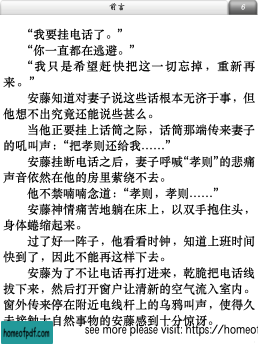 前言
6
“我要挂电话了。”
“你一直都在逃避。”
“我只是希望赶快把这一切忘掉，重新再
来。”
安藤知道对妻子说这些话根本无济于事，但
他想不出究竟还能说些甚么。
当他正要挂上话筒之际，话筒那端传来妻子
的吼叫声：“把孝则还给我……”
安藤挂断电话之后，妻子呼喊“孝则”的悲痛
声音依然在他的房里萦绕不去。
他不禁喃喃念道：“孝则，孝则……”
安藤神情痛苦地躺在床上，以双手抱住头，
身体蜷缩起来。
过了好一阵子，他看看时钟，知道上班时间
快到了，因此不能再这样下去。
安藤为了不让电话再打进来，乾脆把电话线
拔下来，然后打开窗户让清新的空气流入室内。
窗外传来停在附近电线杆上的乌鸦叫声，使得久
未接触大自然事物的安藤感到十分惊讶。
homeofpdf.com
see more please visit: https://homeof